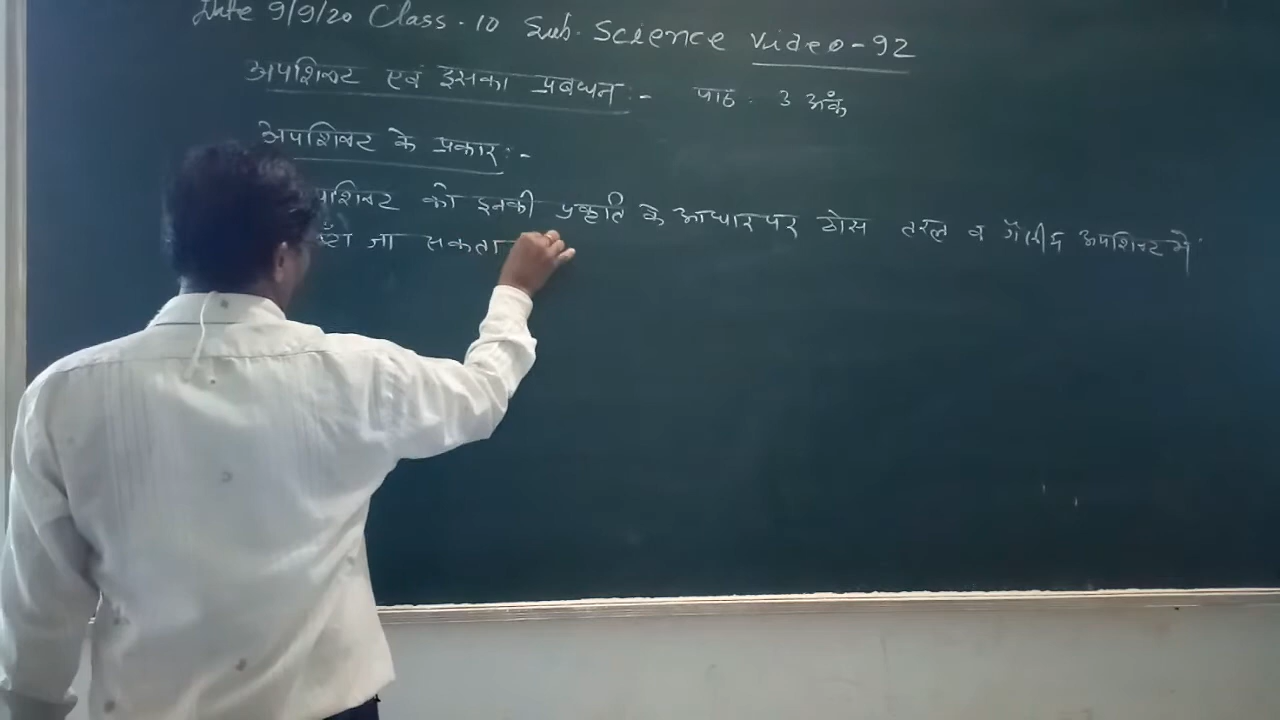 Date 9/9/20 Class - 10 Sub. Science Video-92
अपशिष्ट एवं इसका प्रबंधन :- पाठ - 3 अंक
अपशिष्ट के प्रकार :-
पशिष्ट को इनकी प्रकृति के आधार पर ठोस तरल व गैसीय अपशिष्ट में
जा सकता